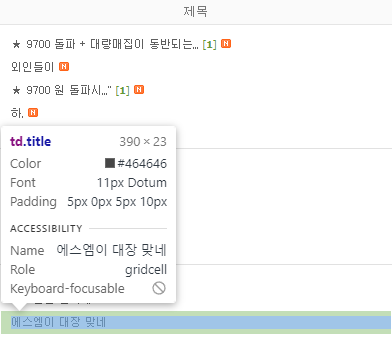 제목
★ 9700 돌파 + 대량매집이 동반되는... [1] N
외인들이 N
★ 9700 원 돌파시..." [1] N
하. N
td.title 390 × 23
Color #464646
Font 11px Dotum
Padding 5px 0px 5px 10px
ACCESSIBILITY
Name 에스엠이 대장 맞네
Role gridcell
Keyboard-focusable
에스엠이 대장 맞네